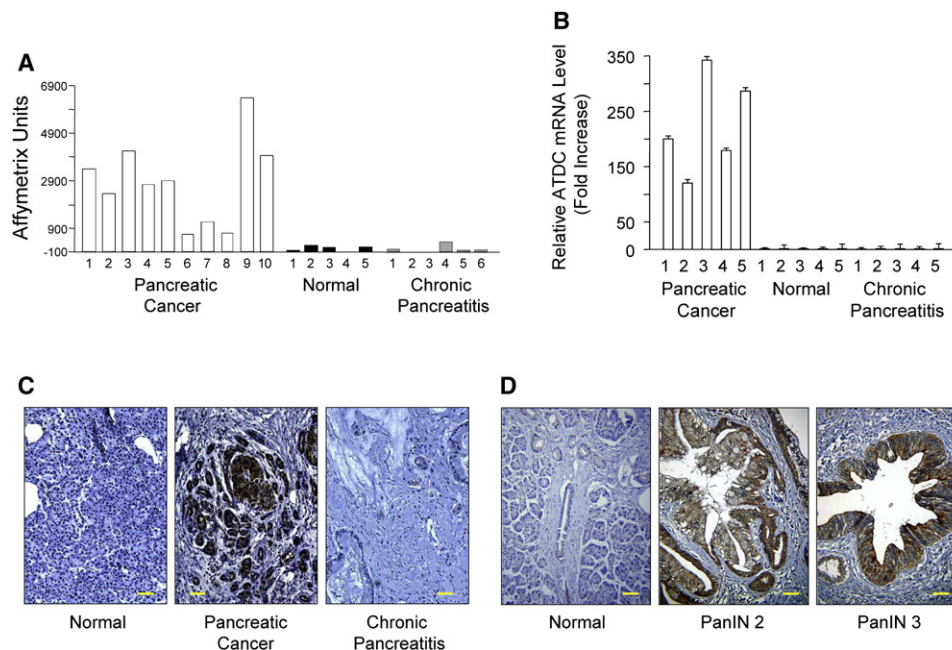 A
Affymetrix Units
6900
4900
2900
900
-100
1 2 3 4 5 6 7 8 9 10 1 2 3 4 5 1 2 3 4 5 6
Pancreatic Cancer
Normal
Chronic Pancreatitis
B
Relative ATDC mRNA Level
(Fold Increase)
350
250
150
50
0
1 2 3 4 5 1 2 3 4 5 1 2 3 4 5
Pancreatic Cancer
Normal
Chronic Pancreatitis
C
Normal
Pancreatic Cancer
Chronic Pancreatitis
D
Normal
PanIN 2
PanIN 3